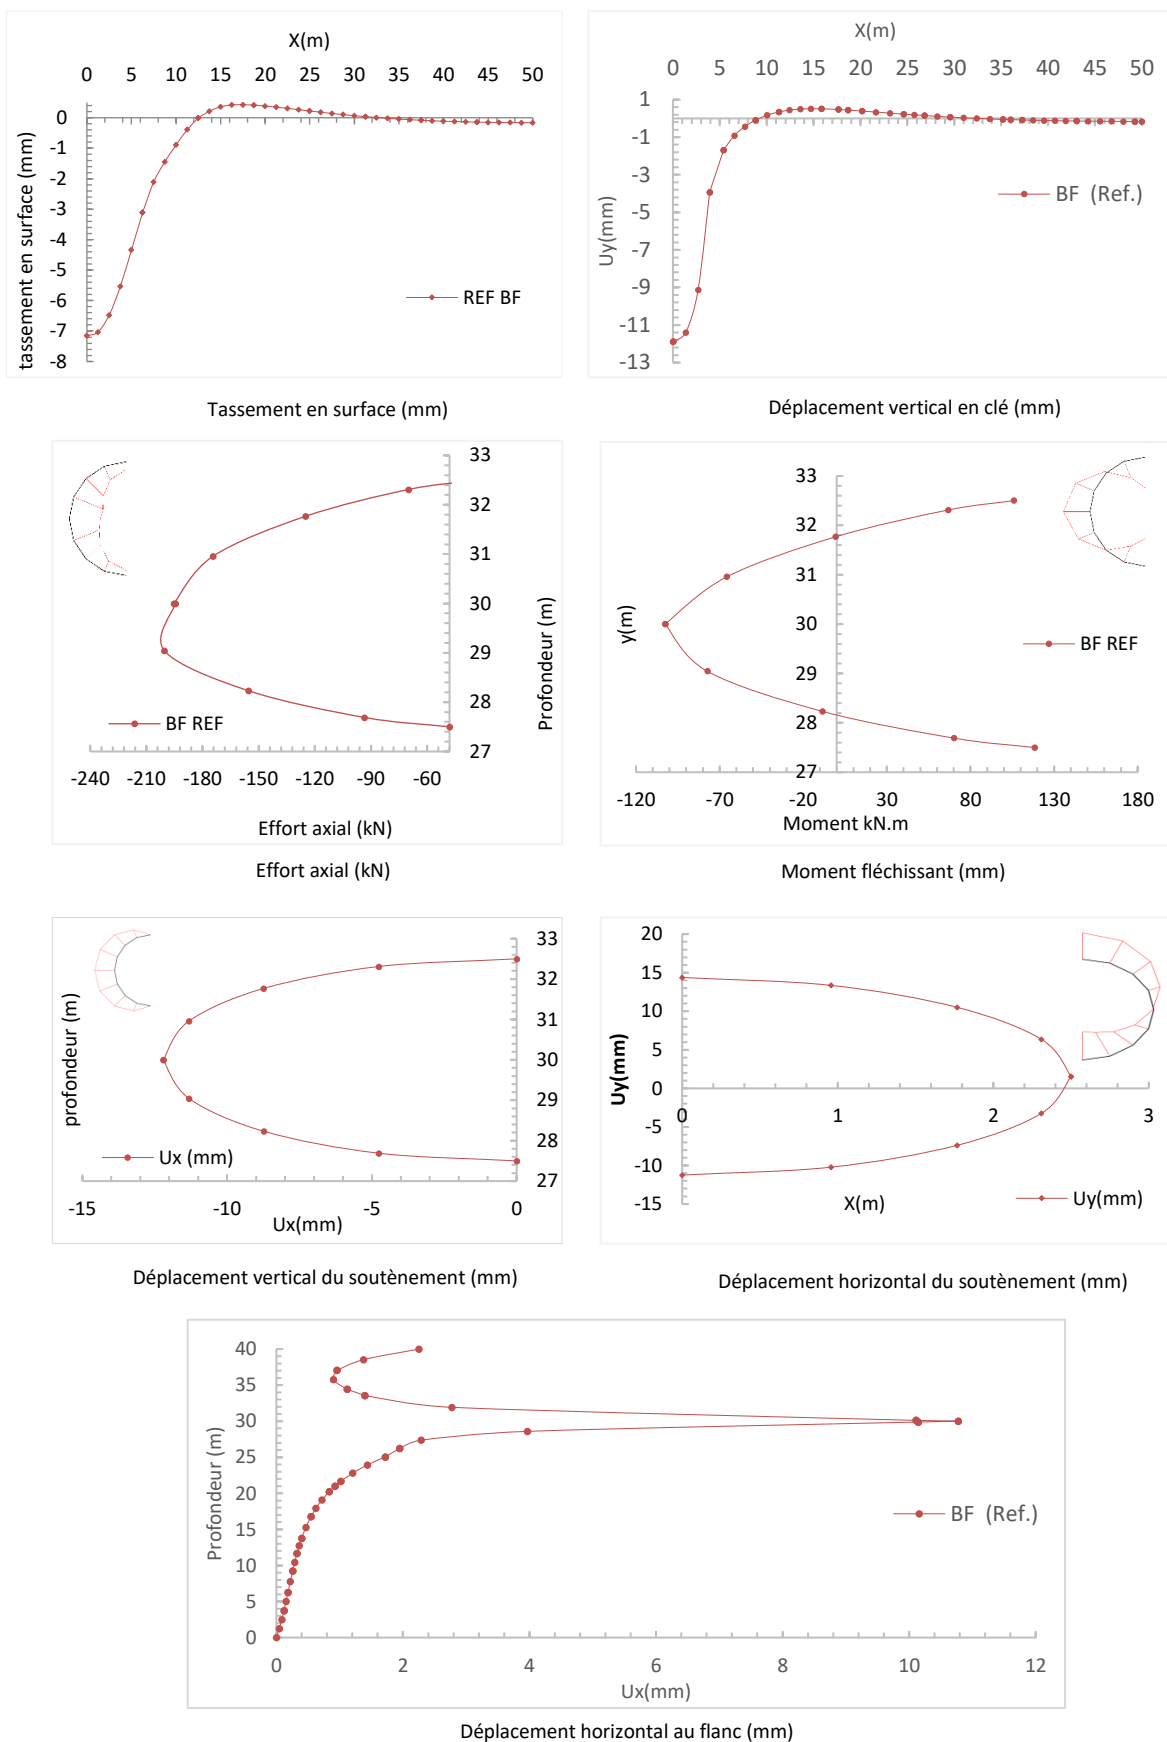 X(m)
0 5 10 15 20 25 30 35 40 45 50
0
-1
-2
-3
-4
-5
-6
-7
-8
tassement en surface (mm)
REF BF
Tassement en surface (mm)
X(m)
0 5 10 15 20 25 30 35 40 45 50
1
-1
-3
-5
-7
-9
-11
-13
Uy(mm)
BF (Ref.)
Déplacement vertical en clé (mm)
33
32
31
30
29
28
27
Profondeur (m)
BF REF
-240 -210 -180 -150 -120 -90 -60
Effort axial (kN)
Effort axial (kN)
33
32
31
30
29
28
27
y(m)
BF REF
-120 -70 -20 30 80 130 180
Moment kN.m
Moment fléchissant (mm)
33
32
31
30
29
28
27
profondeur (m)
Ux (mm)
-15 -10 -5 0
Ux(mm)
Déplacement vertical du soutènement (mm)
20
15
10
5
0
-5
-10
-15
Uy(mm)
0 1 2 3
X(m)
Uy(mm)
Déplacement horizontal du soutènement (mm)
40
35
30
25
20
15
10
5
0
Profondeur (m)
BF (Ref.)
0 2 4 6 8 10 12
Ux(mm)
Déplacement horizontal au flanc (mm)